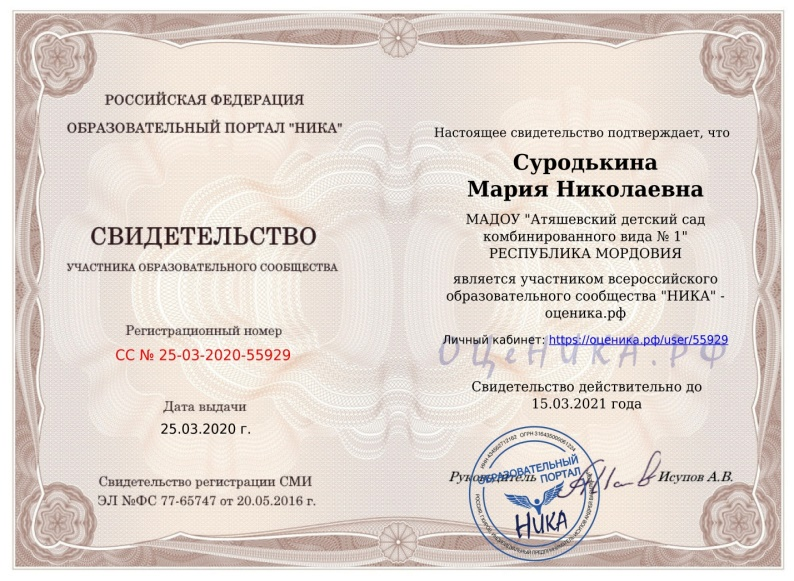 РОССИЙСКАЯ ФЕДЕРАЦИЯ
ОБРАЗОВАТЕЛЬНЫЙ ПОРТАЛ "НИКА"
СВИДЕТЕЛЬСТВО
УЧАСТНИКА ОБРАЗОВАТЕЛЬНОГО СООБЩЕСТВА
Регистрационный номер
СС № 25-03-2020-55929
Дата выдачи
25.03.2020 г.
Свидетельство регистрации СМИ
ЭЛ №ФС 77-65747 от 20.05.2016 г.
Настоящее свидетельство подтверждает, что
Суродькина
Мария Николаевна
МАДОУ "Атяшевский детский сад
комбинированного вида № 1"
РЕСПУБЛИКА МОРДОВИЯ
является участником всероссийского
образовательного сообщества "НИКА" -
оценика.рф
Личный кабинет: https://оценика.рф/user/55929
ОЦеНИКА.РФ
Свидетельство действительно до
15.03.2021 года
Руководитель Исупов А.В.
ОБРАЗОВАТЕЛЬНЫЙ
ПОРТАЛ
НИКА